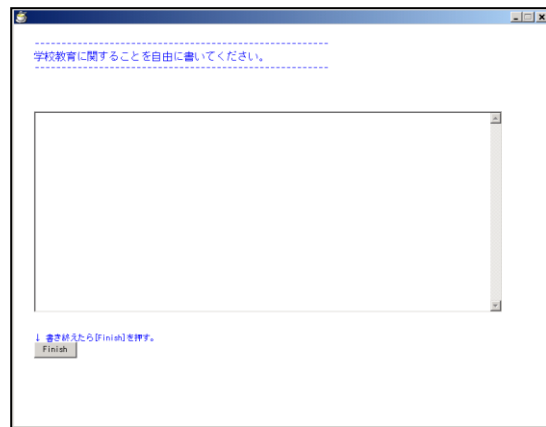 学校教育に関することを自由に書いてください。
↓ 書き終えたら[Finish]を押す。
Finish